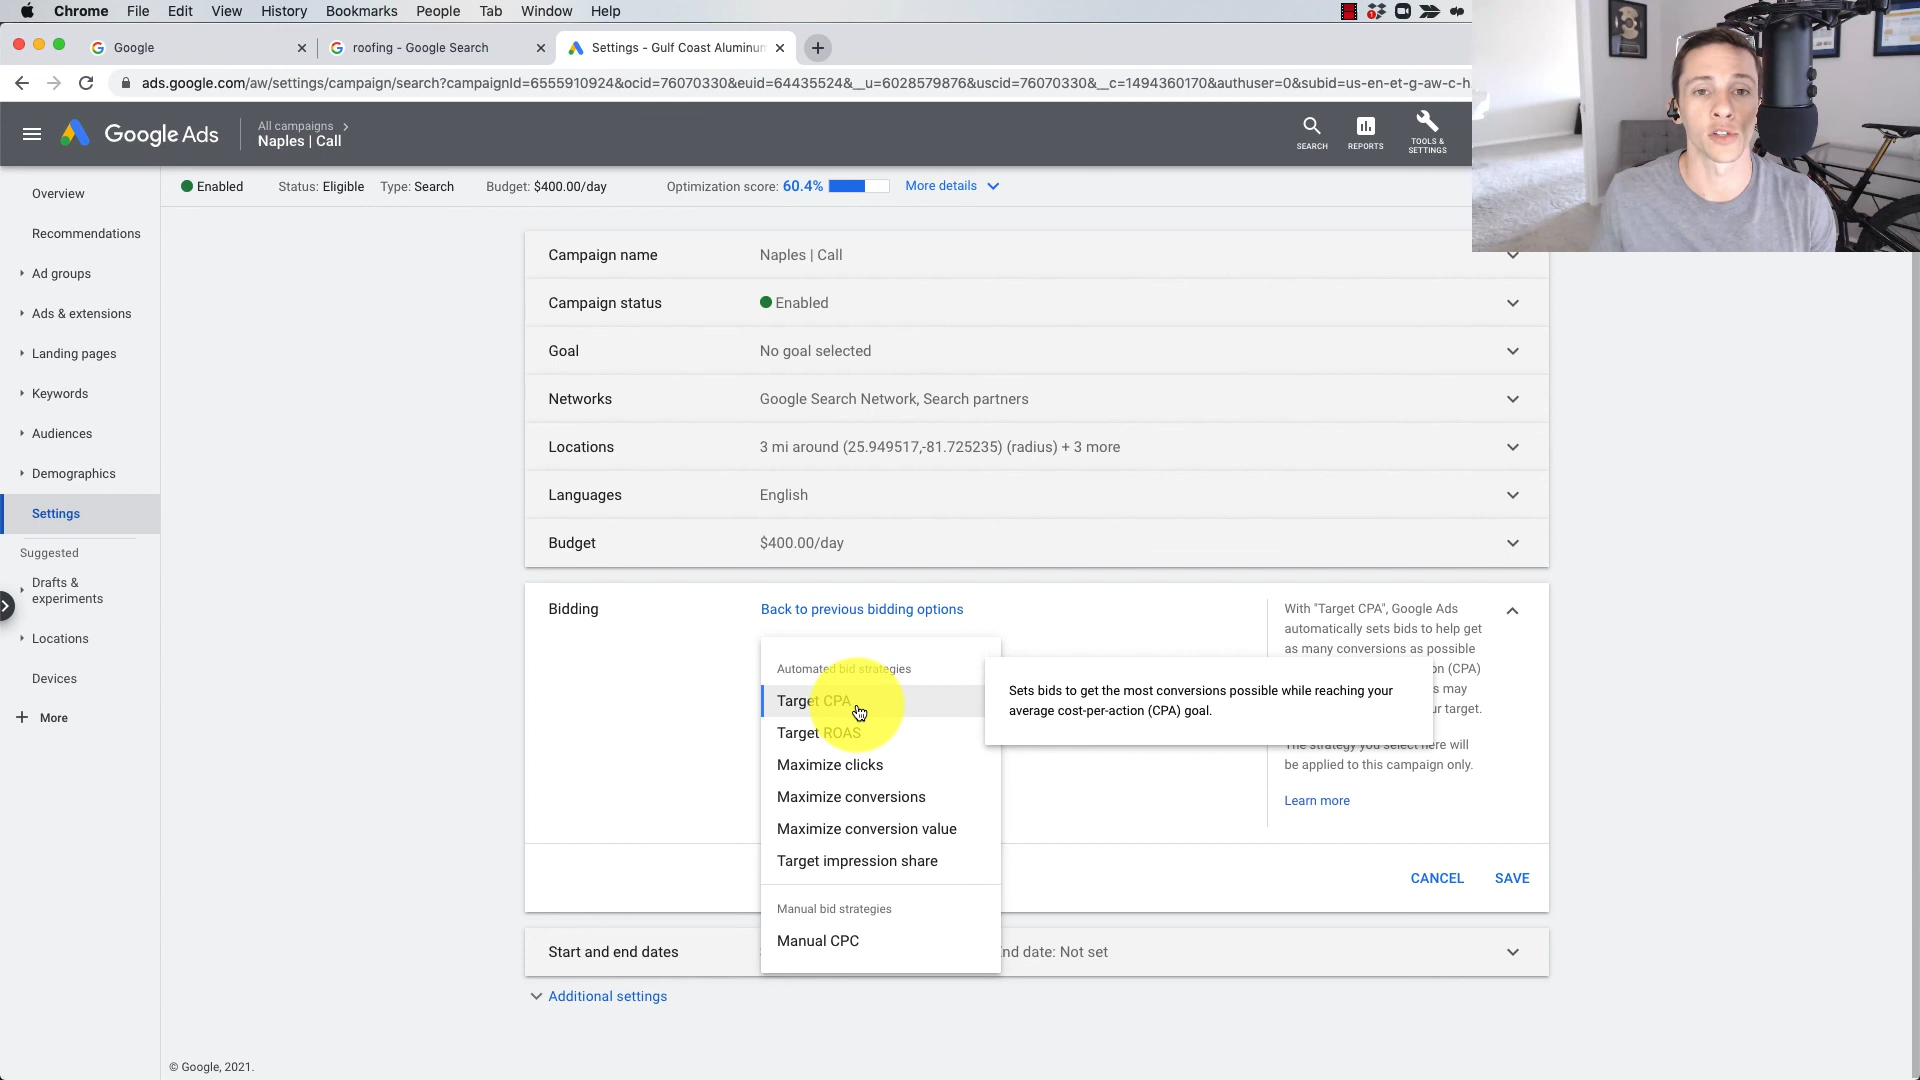 Chrome File Edit View History Bookmarks People Tab Window Help
Google
roofing - Google Search
Settings - Gulf Coast Aluminum
ads.google.com/aw/settings/campaign/search?campaignId=6555910924&ocid=76070330&euid=64435524&__u=6028579876&uscid=76070330&__c=1494360170&authuser=0&subid=us-en-et-g-aw-c-h
Google Ads
All campaigns
Naples | Call
SEARCH
REPORTS
TOOLS &
SETTINGS
Enabled Status: Eligible Type: Search Budget: $400.00/day Optimization score: 60.4% More details
Overview
Recommendations
Ad groups
Ads & extensions
Landing pages
Keywords
Audiences
Demographics
Settings
Suggested
Drafts &
experiments
Locations
Devices
More
Campaign name Naples | Call
Campaign status Enabled
Goal No goal selected
Networks Google Search Network, Search partners
Locations 3 mi around (25.949517,-81.725235) (radius) + 3 more
Languages English
Budget $400.00/day
Bidding Back to previous bidding options
Automated bid strategies
Target CPA
Target ROAS
Maximize clicks
Maximize conversions
Maximize conversion value
Target impression share
Manual bid strategies
Manual CPC
Sets bids to get the most conversions possible while reaching your
average cost-per-action (CPA) goal.
With "Target CPA", Google Ads
automatically sets bids to help get
as many conversions as possible
(CPA)
may
target.
The strategy you select here will
be applied to this campaign only.
Learn more
CANCEL SAVE
Start and end dates End date: Not set
Additional settings
© Google, 2021.